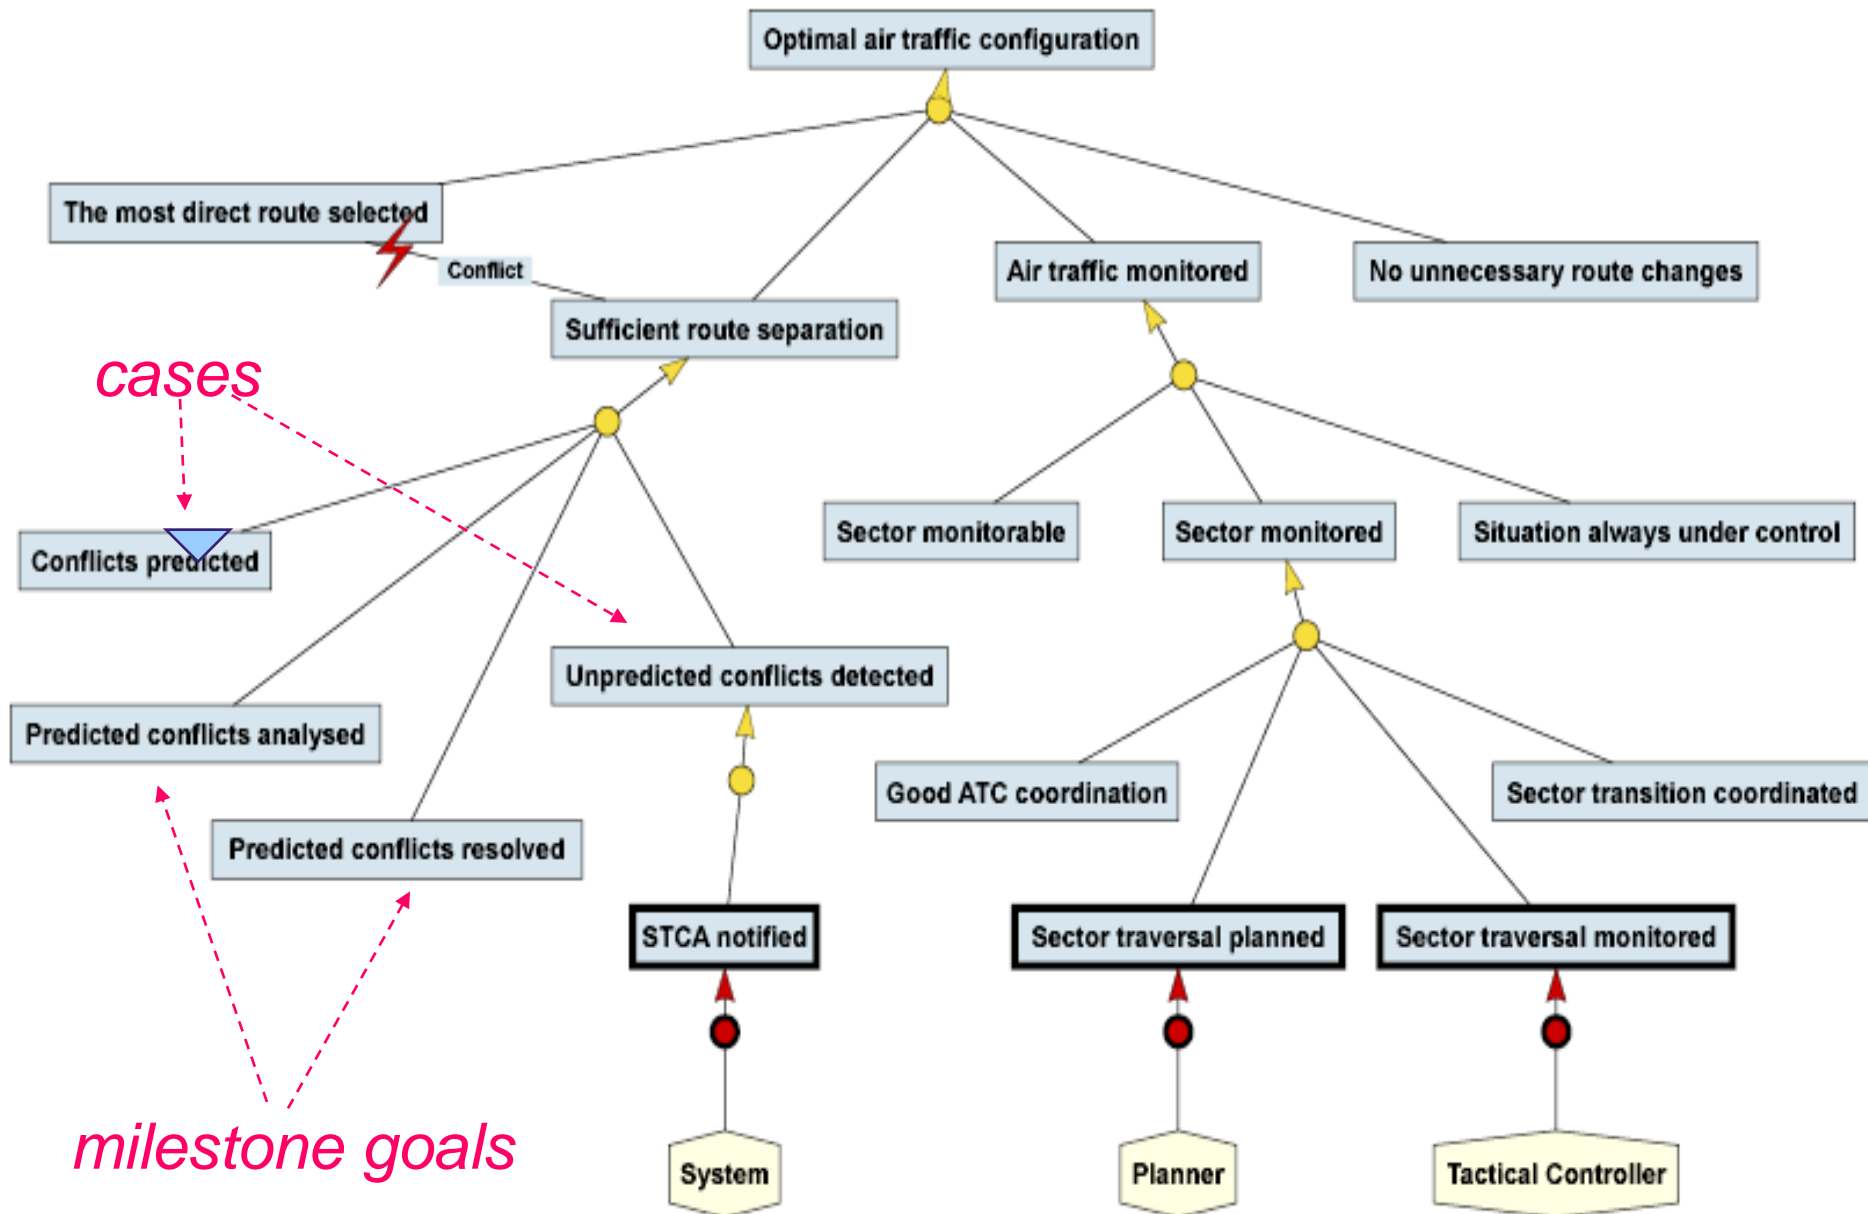 Optimal air traffic configuration
The most direct route selected
Conflict
Air traffic monitored
No unnecessary route changes
Sufficient route separation
cases
Conflicts predicted
Sector monitorable
Sector monitored
Situation always under control
Unpredicted conflicts detected
Predicted conflicts analysed
Good ATC coordination
Sector transition coordinated
Predicted conflicts resolved
STCA notified
Sector traversal planned
Sector traversal monitored
milestone goals
System
Planner
Tactical Controller